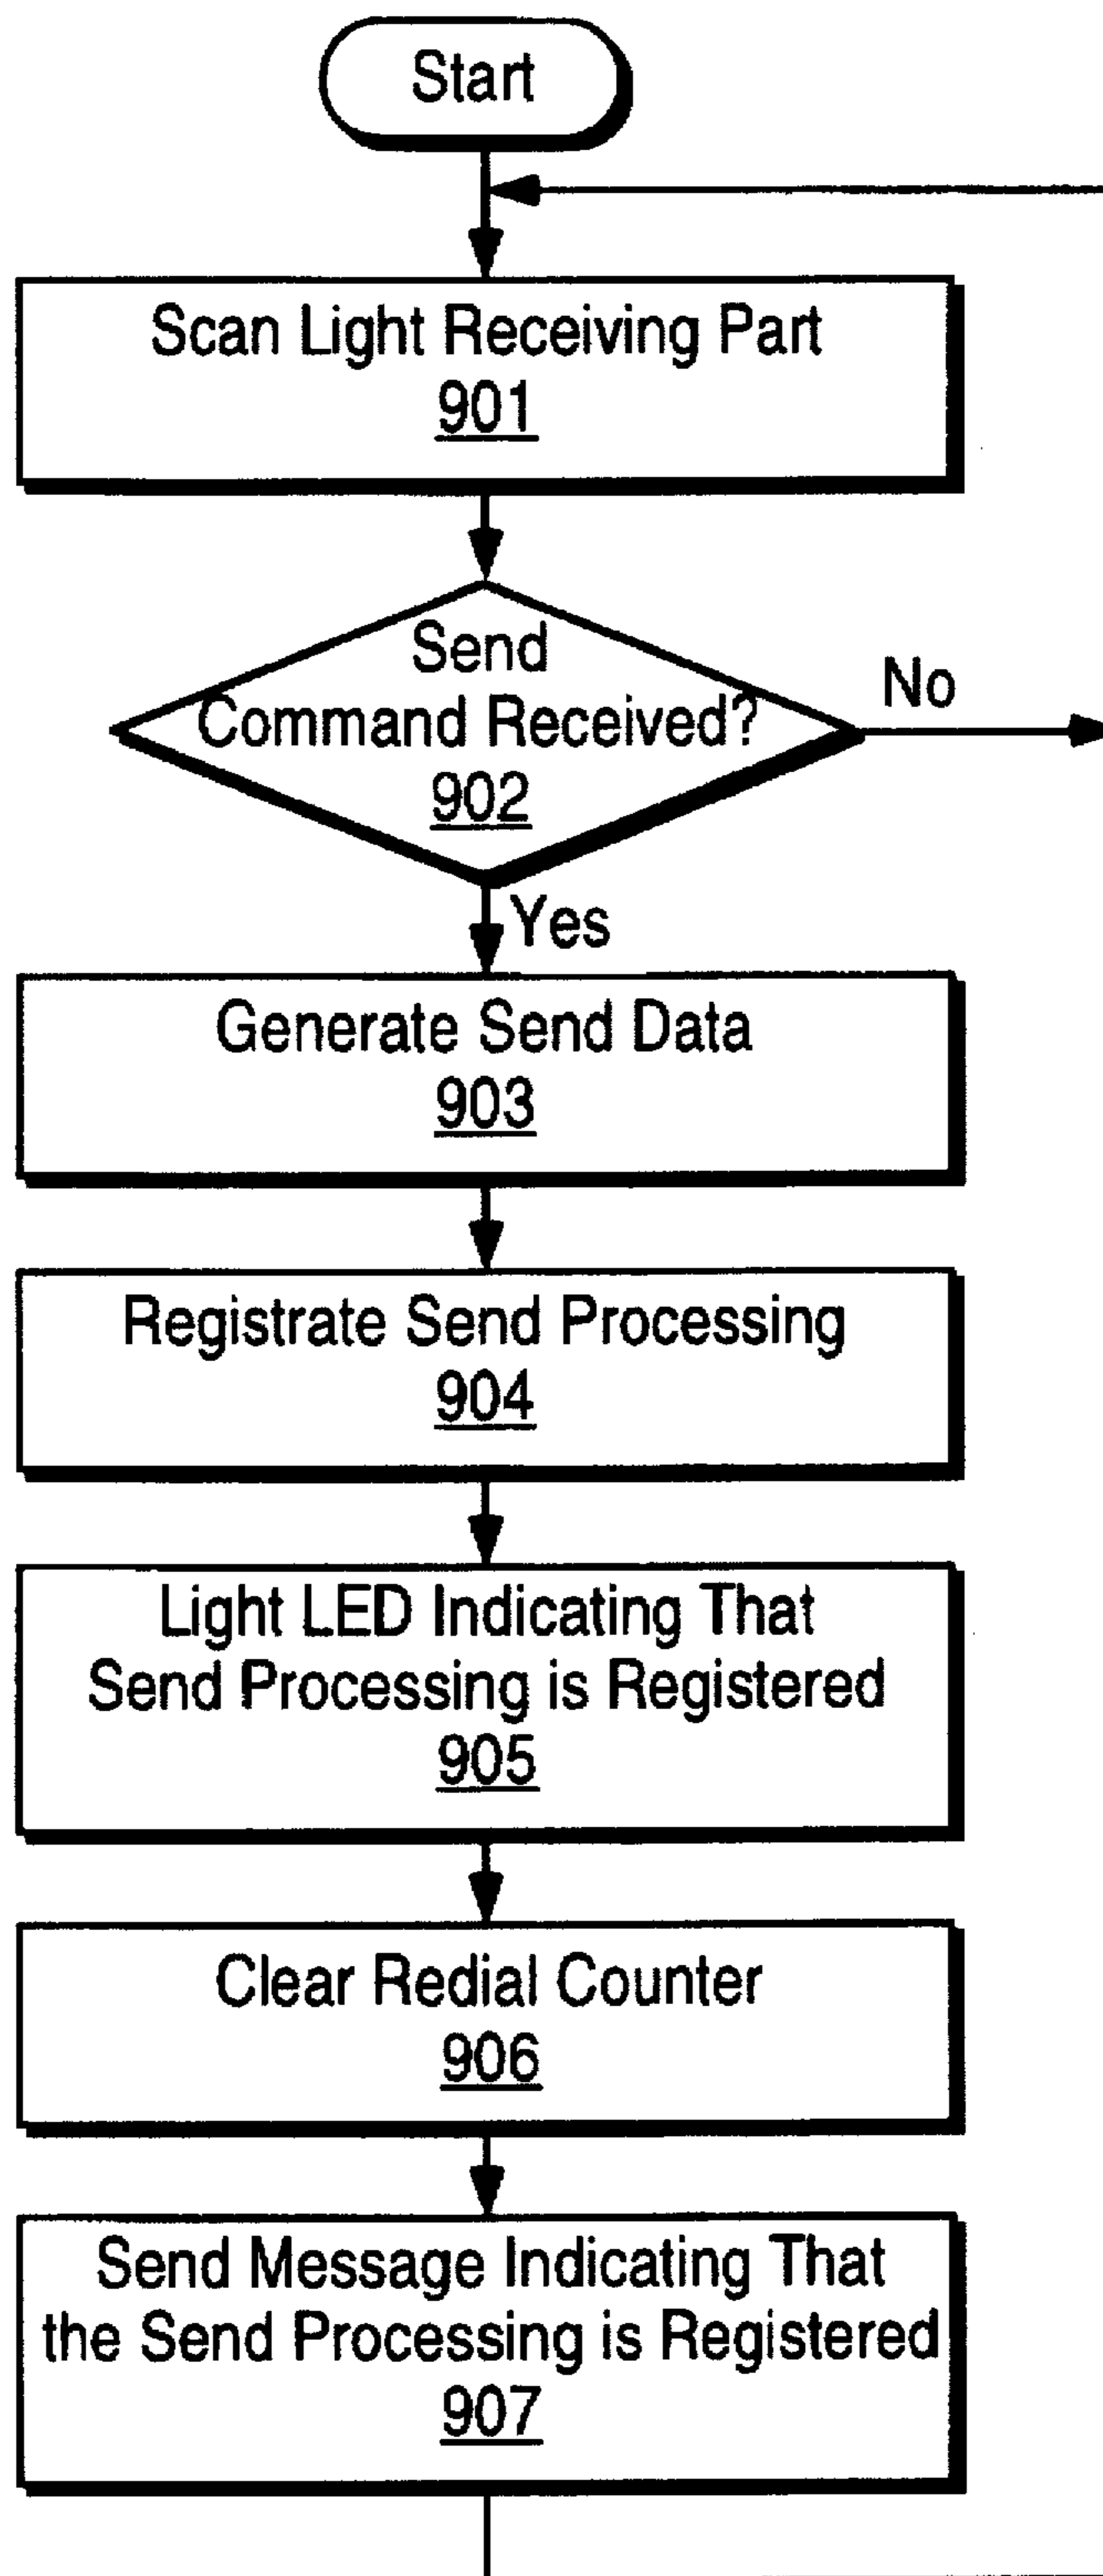 Start
Scan Light Receiving Part
901
Send
Command Received?
902
No
Yes
Generate Send Data
903
Registrate Send Processing
904
Light LED Indicating That
Send Processing is Registered
905
Clear Redial Counter
906
Send Message Indicating That
the Send Processing is Registered
907